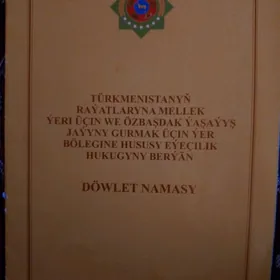 TÜRKMENISTANYŇ
RAÝATLARYNA MELLEK
ÝERI ÜÇIN WE ÖZBAŞDAK ÝAŞAÝYŞ
JAÝYNY GURMAK ÜÇIN ÝER
BÖLEGINE HUSUSY EÝEÇILIK
HUKUGYNY BERÝÄN
DÖWLET NAMASY